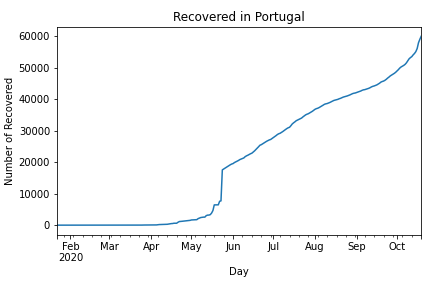 Recovered in Portugal
60000
50000
40000
30000
20000
10000
0
Number of Recovered
Feb Mar Apr May Jun Jul Aug Sep Oct
2020
Day